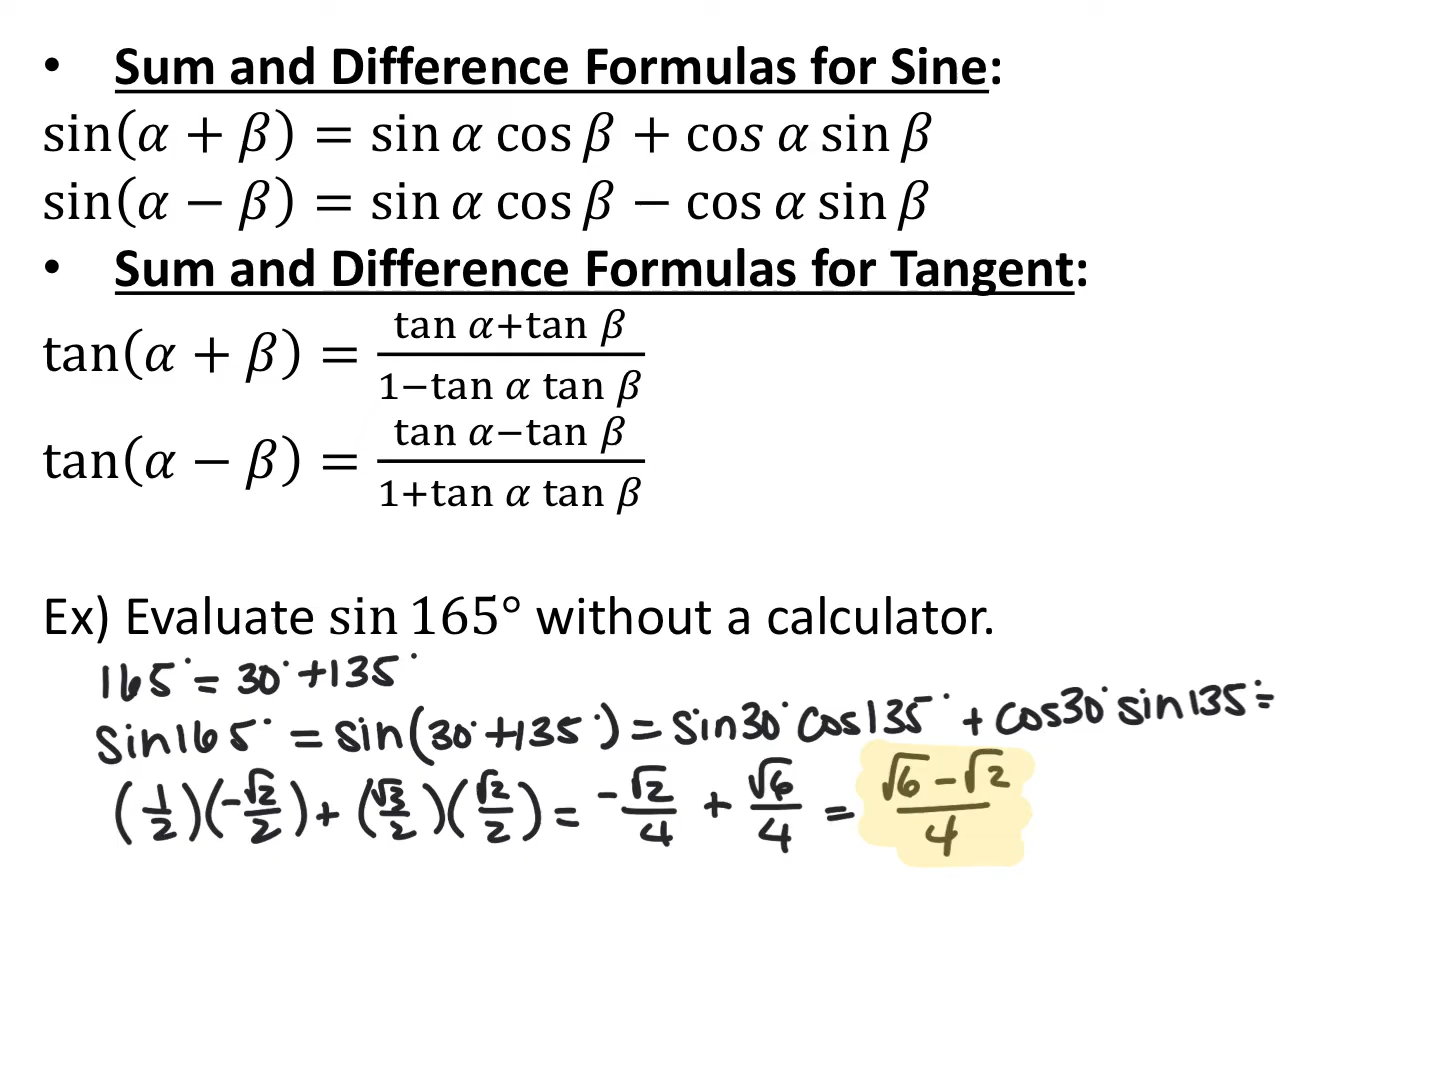 • Sum and Difference Formulas for Sine:
sin(α + β) = sin α cos β + cos α sin β
sin(α − β) = sin α cos β − cos α sin β
• Sum and Difference Formulas for Tangent:
tan(α + β) = (tan α+tan β)/(1−tan α tan β)
tan(α − β) = (tan α−tan β)/(1+tan α tan β)
Ex) Evaluate sin 165° without a calculator.
165° = 30° + 135°
sin165° = sin(30° + 135°) = sin30° cos135° + cos30° sin135° =
(1/2)(-√2/2) + (√3/2)(√2/2) = -√2/4 + √6/4 = (√6 - √2)/4